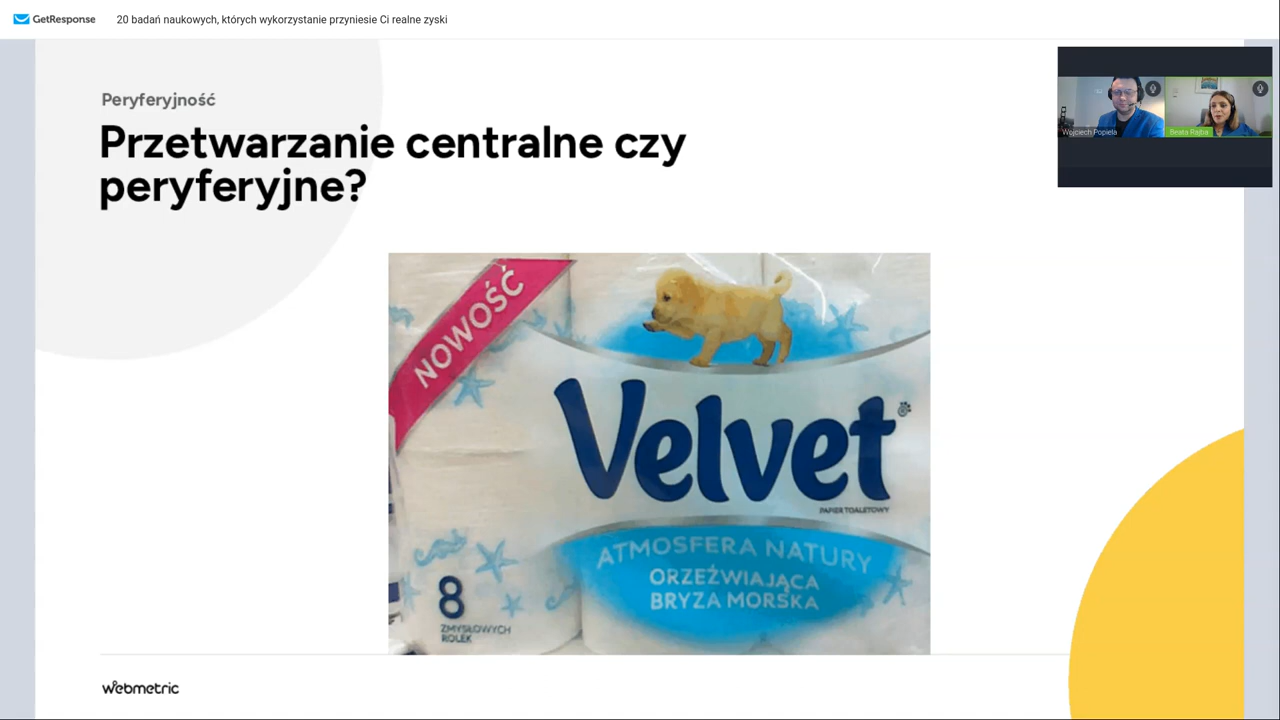 GetResponse
20 badań naukowych, których wykorzystanie przyniesie Ci realne zyski
Wojciech Popiela
Beata Rajba
Peryferyjność
Przetwarzanie centralne czy
peryferyjne?
NOWOŚĆ
Velvet
PAPIER TOALETOWY
ATMOSFERA NATURY
ORZEŹWIAJĄCA
BRYZA MORSKA
8
ZMYSŁOWYCH
ROLEK
webmetric